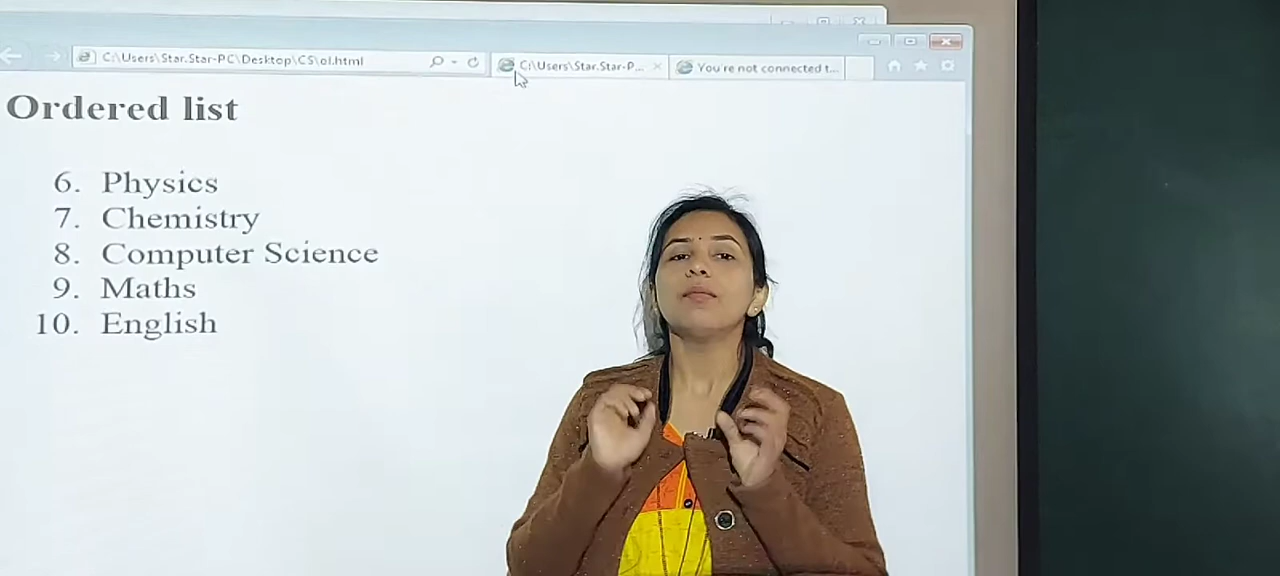 C:\Users\Star.Star-PC\Desktop\CS\ol.html
C:\Users\Star.Star-P...
You're not connected t...
Ordered list
6. Physics
7. Chemistry
8. Computer Science
9. Maths
10. English